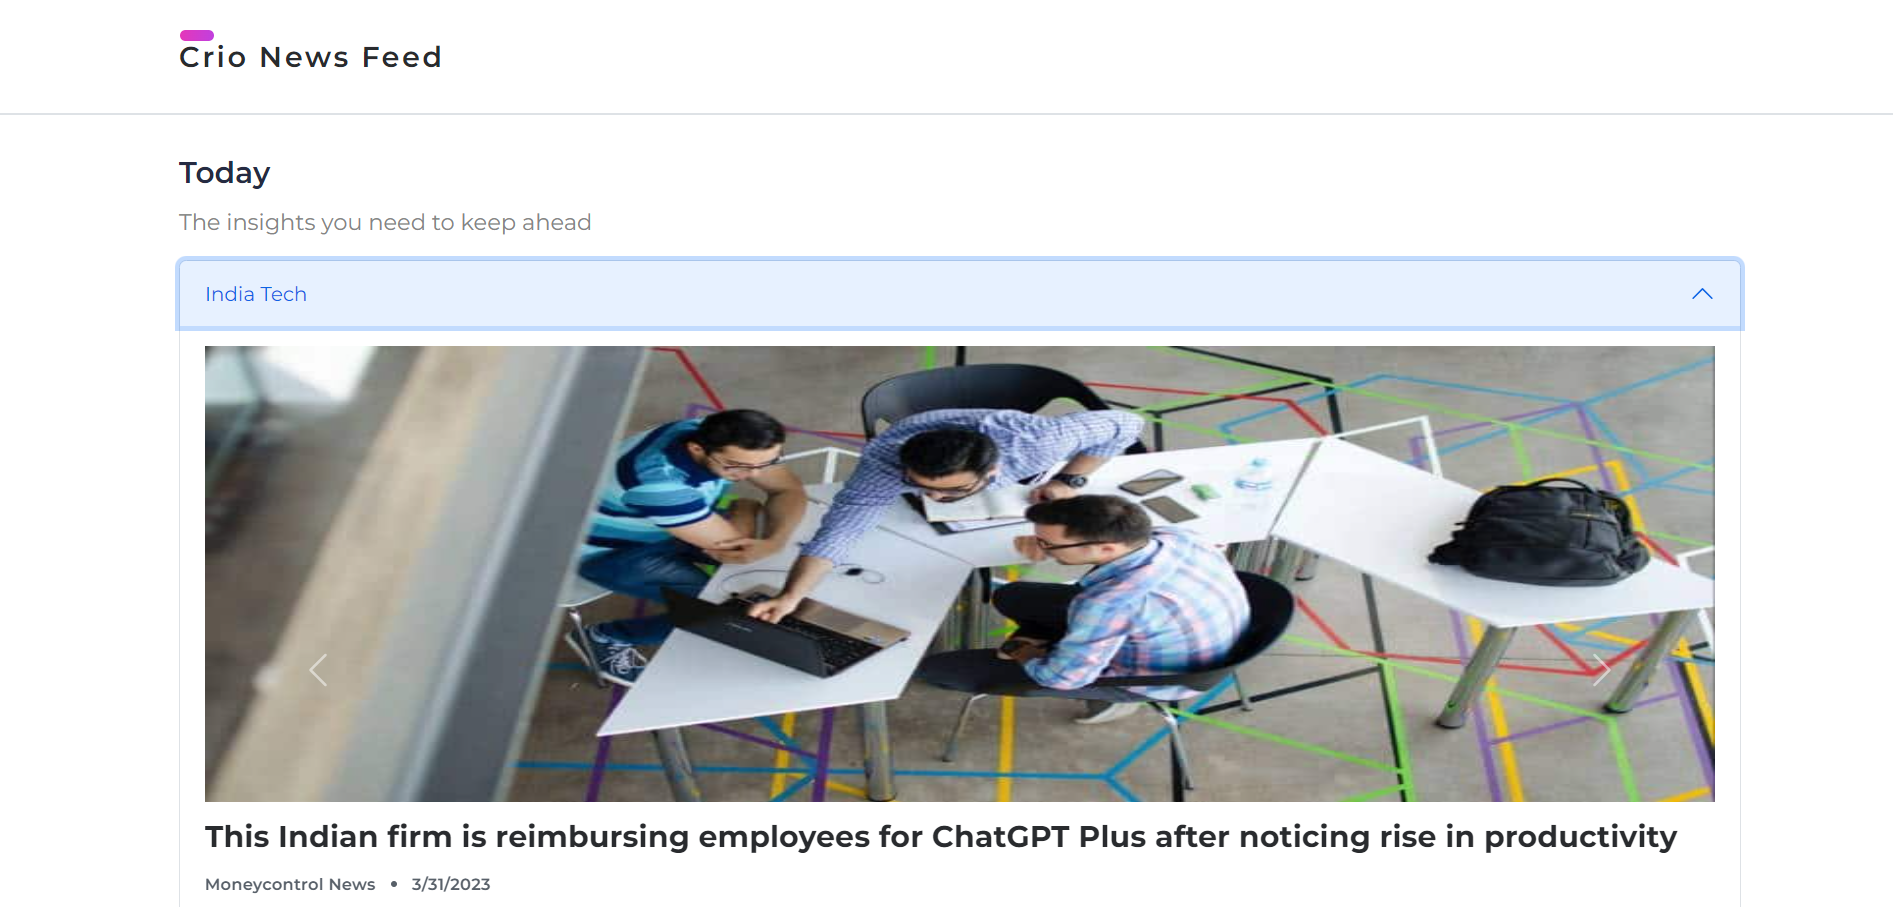 Crio News Feed
Today
The insights you need to keep ahead
India Tech
This Indian firm is reimbursing employees for ChatGPT Plus after noticing rise in productivity
Moneycontrol News • 3/31/2023